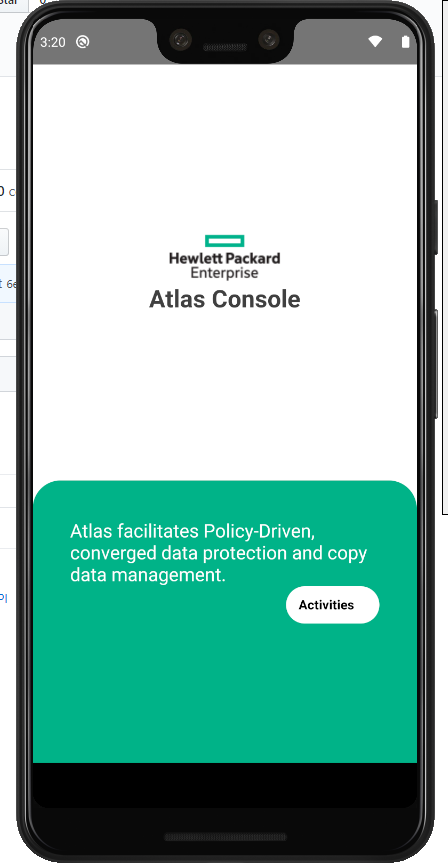 3:20
Hewlett Packard
Enterprise
Atlas Console
Atlas facilitates Policy-Driven,
converged data protection and copy
data management.
Activities